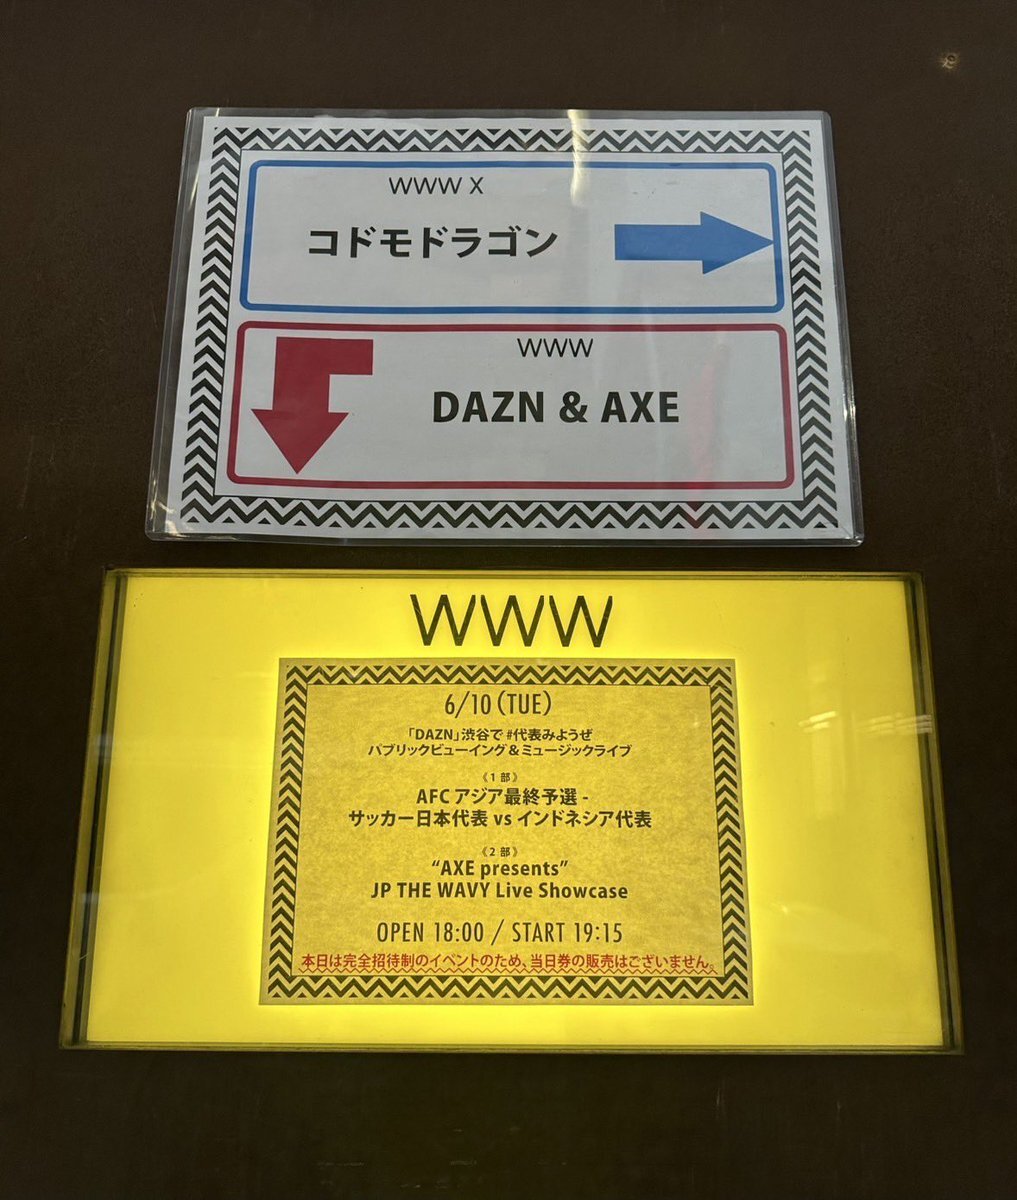 WWW X
コドモドラゴン
WWW
DAZN & AXE
WWW
6/10(TUE)
「DAZN」渋谷で #代表みようぜ
パブリックビューイング&ミュージックライブ
《1 部》
AFC アジア最終予選 -
サッカー日本代表 vs インドネシア代表
《2 部》
“AXE presents”
JP THE WAVY Live Showcase
OPEN 18:00 / START 19:15
本日は完全招待制のイベントのため、当日券の販売はございません。